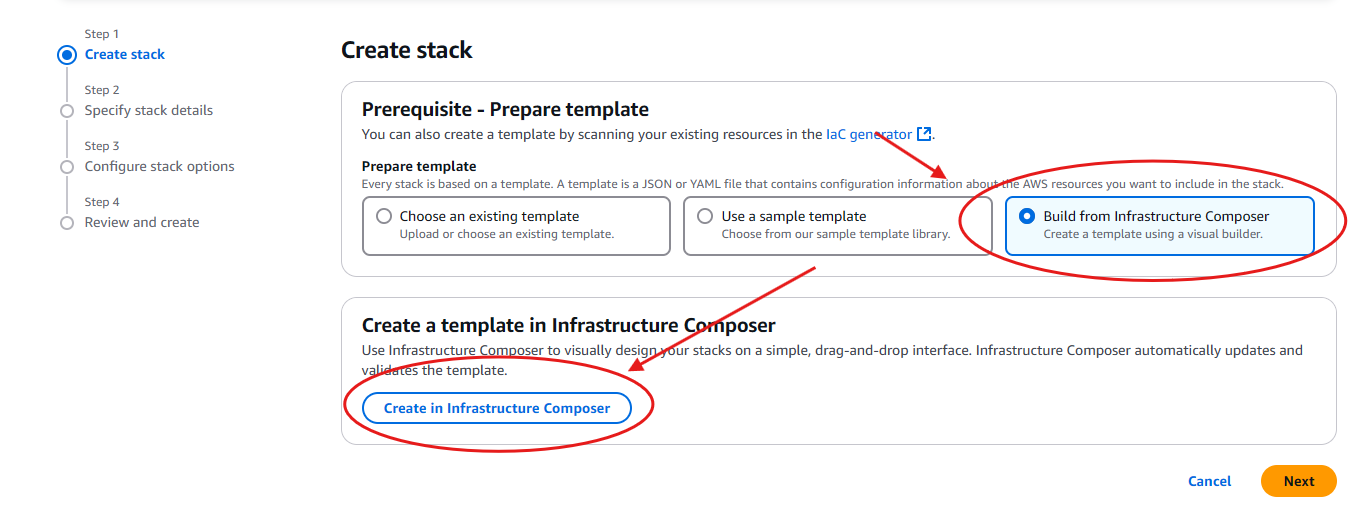 Step 1
Create stack
Step 2
Specify stack details
Step 3
Configure stack options
Step 4
Review and create
Create stack
Prerequisite - Prepare template
You can also create a template by scanning your existing resources in the IaC generator.
Prepare template
Every stack is based on a template. A template is a JSON or YAML file that contains configuration information about the AWS resources you want to include in the stack.
Choose an existing template
Upload or choose an existing template.
Use a sample template
Choose from our sample template library.
Build from Infrastructure Composer
Create a template using a visual builder.
Create a template in Infrastructure Composer
Use Infrastructure Composer to visually design your stacks on a simple, drag-and-drop interface. Infrastructure Composer automatically updates and
validates the template.
Create in Infrastructure Composer
Cancel
Next